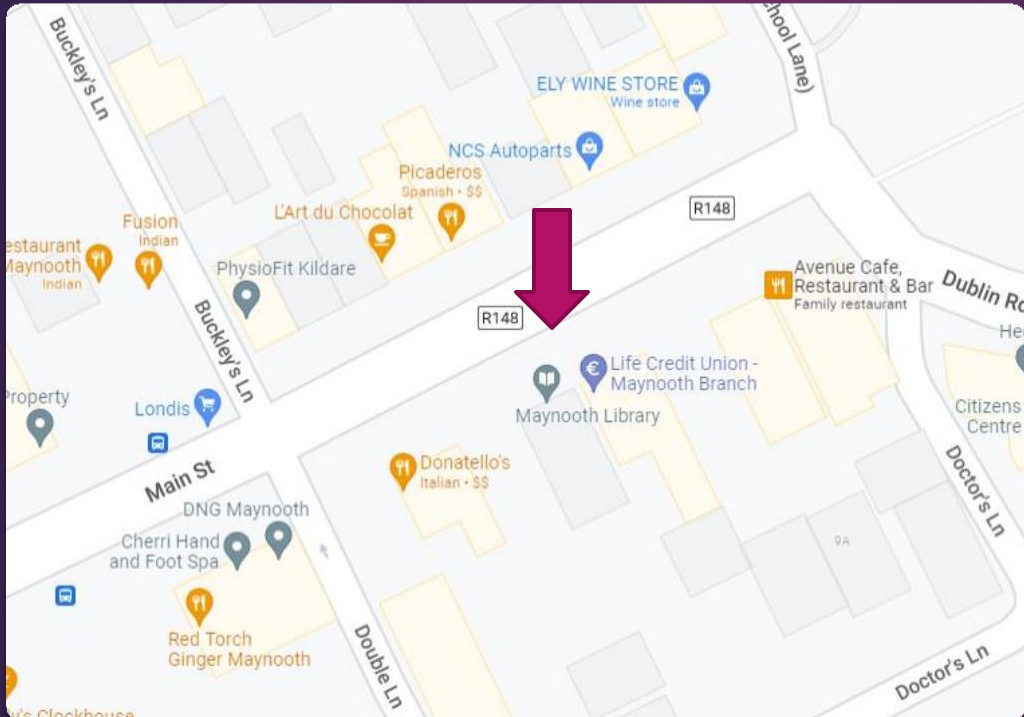 Buckley's Ln
hool Lane)
ELY WINE STORE
Wine store
NCS Autoparts
Picaderos
Spanish • $$
R148
L'Art du Chocolat
Fusion
Indian
estaurant
Maynooth
Indian
PhysioFit Kildare
Avenue Cafe,
Restaurant & Bar
Family restaurant
Dublin Ro
R148
Buckley's Ln
He
Life Credit Union -
Maynooth Branch
Property
Londis
Maynooth Library
Citizens
Centre
Main St
Donatello's
Italian • $$
Doctor's Ln
DNG Maynooth
Cherri Hand
and Foot Spa
9A
Red Torch
Ginger Maynooth
Double Ln
Doctor's Ln
y's Clockhouse